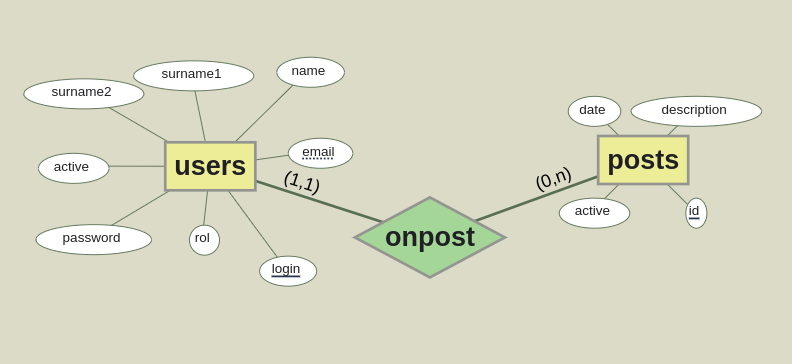 surname1
name
surname2
date
description
email
users
posts
active
(1,1)
(0,n)
active
id
password
rol
onpost
login